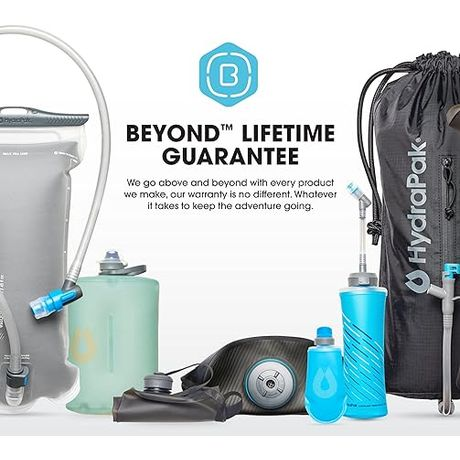 B
BEYOND™ LIFETIME
GUARANTEE
We go above and beyond with every product
we make, our warranty is no different. Whatever
it takes to keep the adventure going.
HydraPak
HydraPak